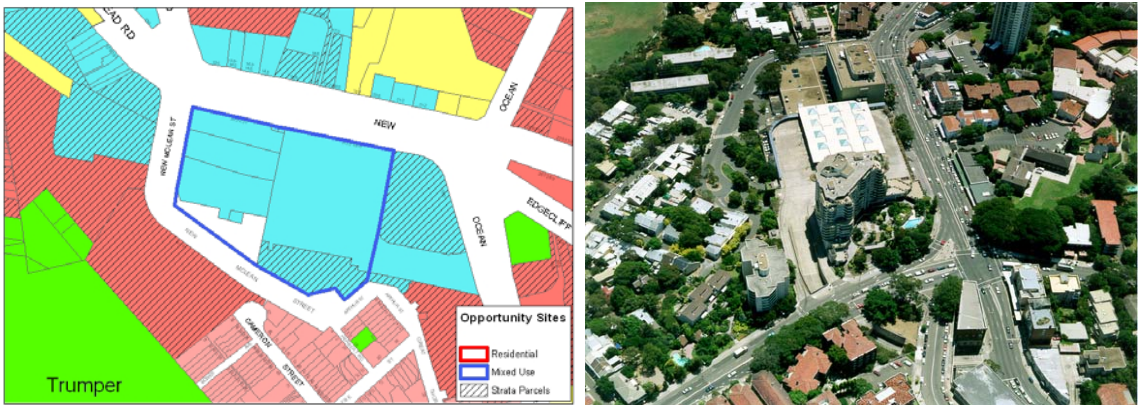 EAD RD
NEW MCLEAN ST
NEW
OCEAN
EDGECLIFF
OCEAN
NEW
MCLEAN
STREET
CAMERON
STREET
Trumper
Opportunity Sites
Residential
Mixed Use
Strata Parcels